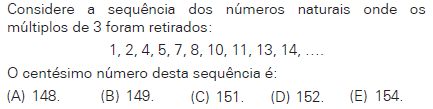 Considere a sequência dos números naturais onde os
múltiplos de 3 foram retirados:
1, 2, 4, 5, 7, 8, 10, 11, 13, 14, ....
O centésimo número desta sequência é:
(A) 148. (B) 149. (C) 151. (D) 152. (E) 154.